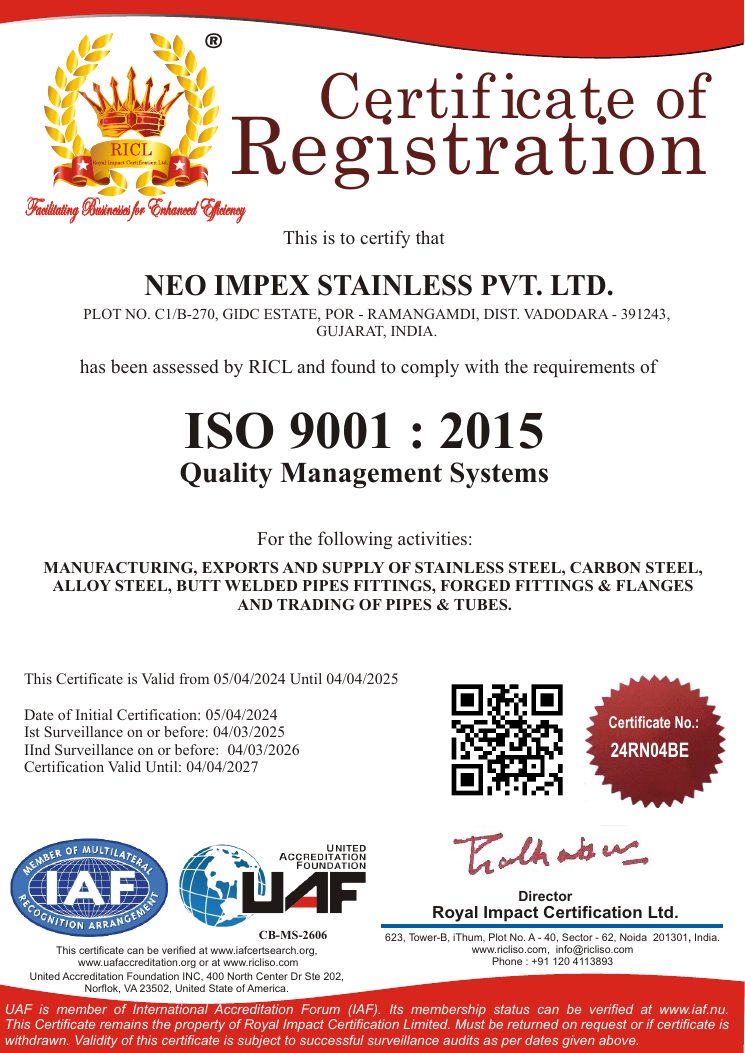 ®
Certificate of
Registration
RICL
Royal Impact Certification Ltd.
Facilitating Businesses for Enhanced Efficiency
This is to certify that
NEO IMPEX STAINLESS PVT. LTD.
PLOT NO. C1/B-270, GIDC ESTATE, POR - RAMANGAMDI, DIST. VADODARA - 391243,
GUJARAT, INDIA.
has been assessed by RICL and found to comply with the requirements of
ISO 9001 : 2015
Quality Management Systems
For the following activities:
MANUFACTURING, EXPORTS AND SUPPLY OF STAINLESS STEEL, CARBON STEEL,
ALLOY STEEL, BUTT WELDED PIPES FITTINGS, FORGED FITTINGS & FLANGES
AND TRADING OF PIPES & TUBES.
This Certificate is Valid from 05/04/2024 Until 04/04/2025
Date of Initial Certification: 05/04/2024
Ist Surveillance on or before: 04/03/2025
IInd Surveillance on or before: 04/03/2026
Certification Valid Until: 04/04/2027
Certificate No.:
24RN04BE
MEMBER OF MULTILATERAL
IAF
RECOGNITION ARRANGEMENT
UNITED
ACCREDITATION
FOUNDATION
UAF
CB-MS-2606
This certificate can be verified at www.iafcertsearch.org,
www.uafaccreditation.org or at www.ricliso.com
United Accreditation Foundation INC, 400 North Center Dr Ste 202,
Norflok, VA 23502, United State of America.
Director
Royal Impact Certification Ltd.
623, Tower-B, iThum, Plot No. A - 40, Sector - 62, Noida 201301, India.
www.ricliso.com, info@ricliso.com
Phone : +91 120 4113893
UAF is member of International Accreditation Forum (IAF). Its membership status can be verified at www.iaf.nu.
This Certificate remains the property of Royal Impact Certification Limited. Must be returned on request or if certificate is
withdrawn. Validity of this certificate is subject to successful surveillance audits as per dates given above.